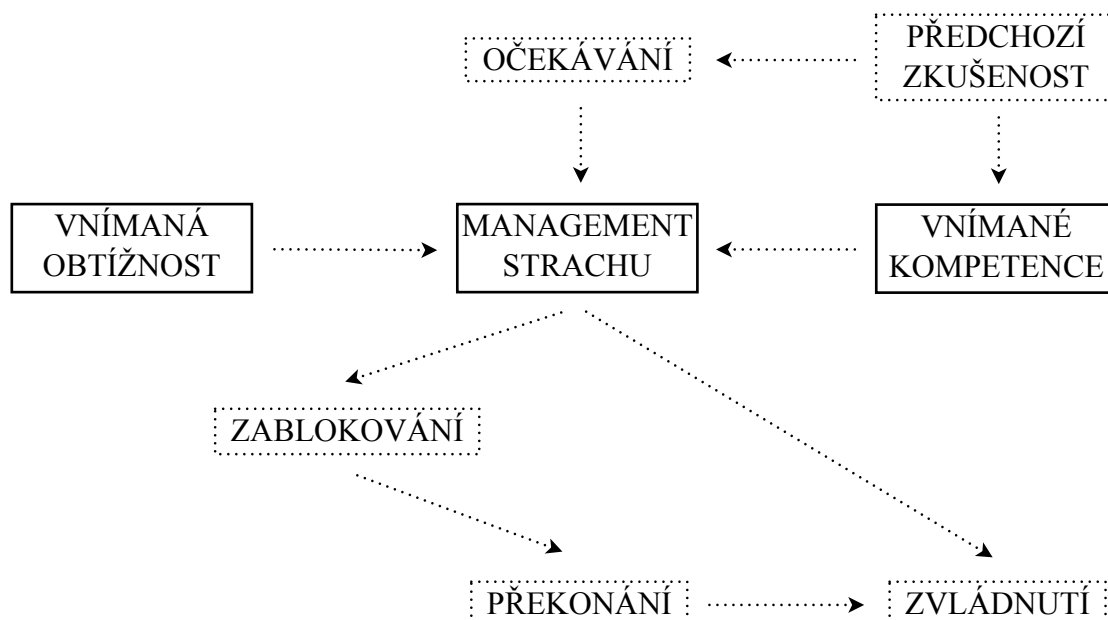 OČEKÁVÁNÍ
PŘEDCHOZÍ
ZKUŠENOST
VNÍMANÁ
OBTÍŽNOST
MANAGEMENT
STRACHU
VNÍMANÉ
KOMPETENCE
ZABLOKOVÁNÍ
PŘEKONÁNÍ
ZVLÁDNUTÍ